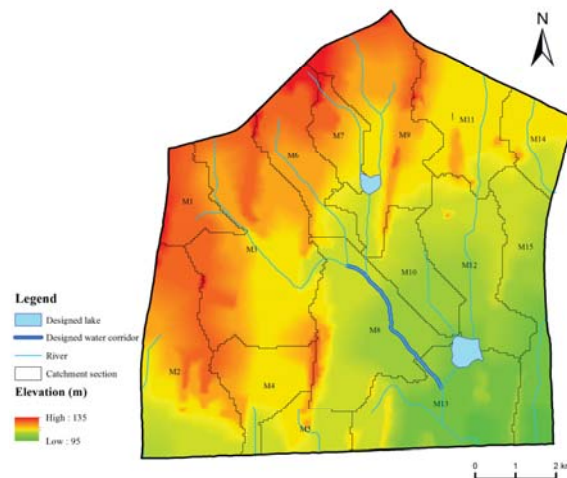 N
M11
M7
M9
M14
M6
M1
M3
M15
M12
M10
M8
M2
M4
M13
M5
Legend
Designed lake
Designed water corridor
River
Catchment section
Elevation (m)
High : 135
Low : 95
0 1 2 km